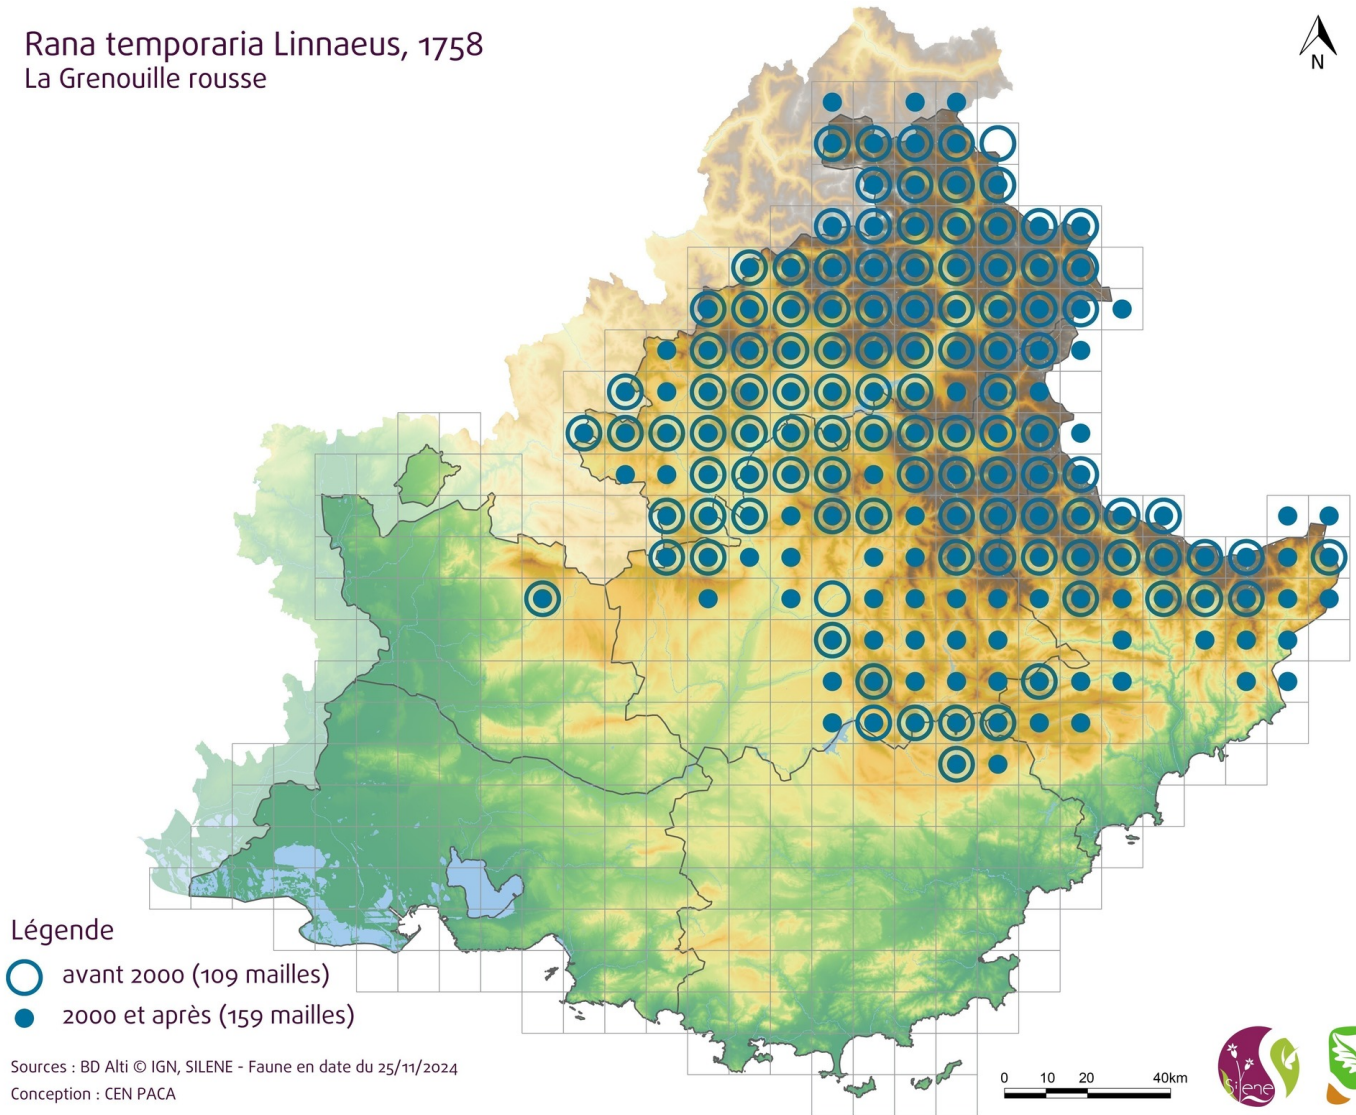 Rana temporaria Linnaeus, 1758
La Grenouille rousse
N
Légende
avant 2000 (109 mailles)
2000 et après (159 mailles)
Sources : BD Alti © IGN, SILENE - Faune en date du 25/11/2024
Conception : CEN PACA
0 10 20 40km
Silene